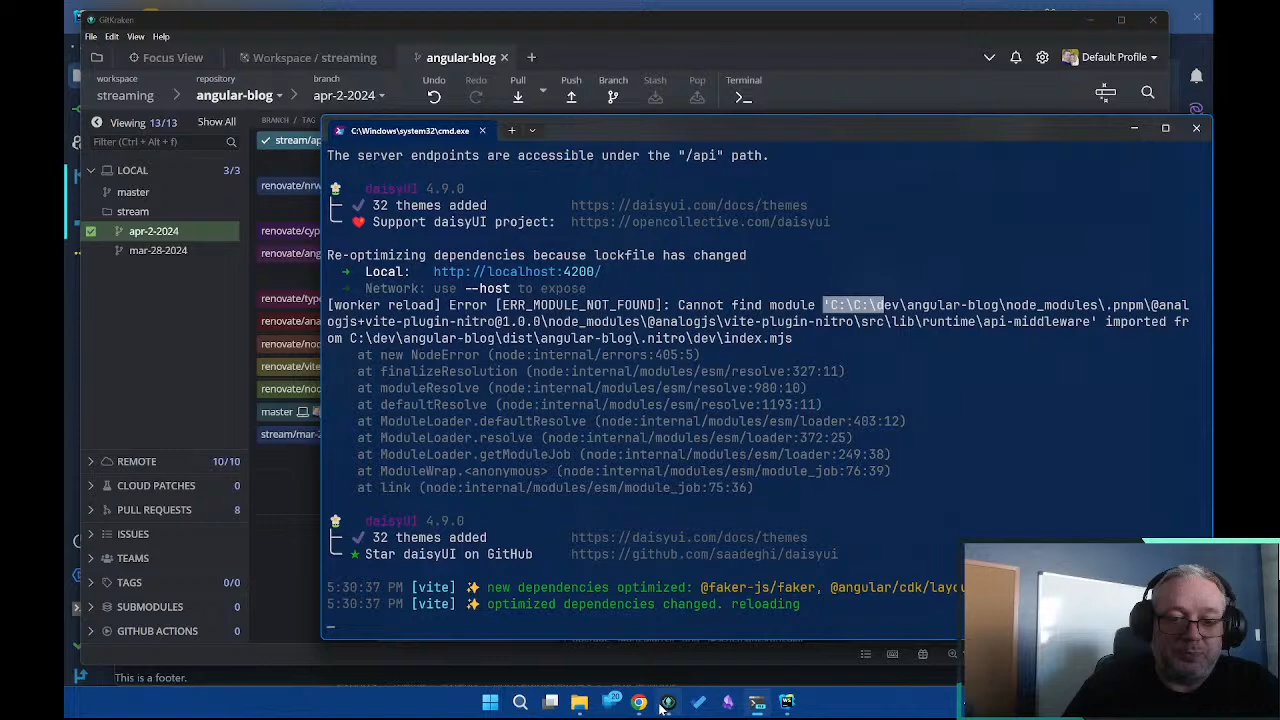 GitKraken
File Edit View Help
Focus View
Workspace / streaming
angular-blog
Default Profile
workspace
streaming
repository
angular-blog
branch
apr-2-2024
Undo
Redo
Pull
Push
Branch
Stash
Pop
Terminal
Viewing 13/13 Show All
Filter (Ctrl + Alt + f)
LOCAL 3/3
master
stream
apr-2-2024
mar-28-2024
REMOTE 10/10
CLOUD PATCHES 0
PULL REQUESTS 8
ISSUES
TEAMS
TAGS 0/0
SUBMODULES 0
GITHUB ACTIONS 0
BRANCH / TAG
stream/ap
renovate/nrw
renovate/cyp
renovate/ang
renovate/type
renovate/ana
renovate/nod
renovate/vite
renovate/nod
master
stream/mar-2
C:\Windows\system32\cmd.exe
The server endpoints are accessible under the "/api" path.
daisyUI 4.9.0
✔ 32 themes added https://daisyui.com/docs/themes
❤ Support daisyUI project: https://opencollective.com/daisyui
Re-optimizing dependencies because lockfile has changed
➜ Local: http://localhost:4200/
➜ Network: use --host to expose
[worker reload] Error [ERR_MODULE_NOT_FOUND]: Cannot find module 'C:\C:\dev\angular-blog\node_modules\.pnpm\@anal
ogjs+vite-plugin-nitro@1.0.0\node_modules\@analogjs\vite-plugin-nitro\src\lib\runtime\api-middleware' imported fr
om C:\dev\angular-blog\dist\angular-blog\.nitro\dev\index.mjs
at new NodeError (node:internal/errors:405:5)
at finalizeResolution (node:internal/modules/esm/resolve:327:11)
at moduleResolve (node:internal/modules/esm/resolve:980:10)
at defaultResolve (node:internal/modules/esm/resolve:1193:11)
at ModuleLoader.defaultResolve (node:internal/modules/esm/loader:403:12)
at ModuleLoader.resolve (node:internal/modules/esm/loader:372:25)
at ModuleLoader.getModuleJob (node:internal/modules/esm/loader:249:38)
at ModuleWrap.<anonymous> (node:internal/modules/esm/module_job:76:39)
at link (node:internal/modules/esm/module_job:75:36)
daisyUI 4.9.0
✔ 32 themes added https://daisyui.com/docs/themes
★ Star daisyUI on GitHub https://github.com/saadeghi/daisyui
5:30:37 PM [vite] ✨ new dependencies optimized: @faker-js/faker, @angular/cdk/layou
5:30:37 PM [vite] ✨ optimized dependencies changed. reloading
This is a footer.
20